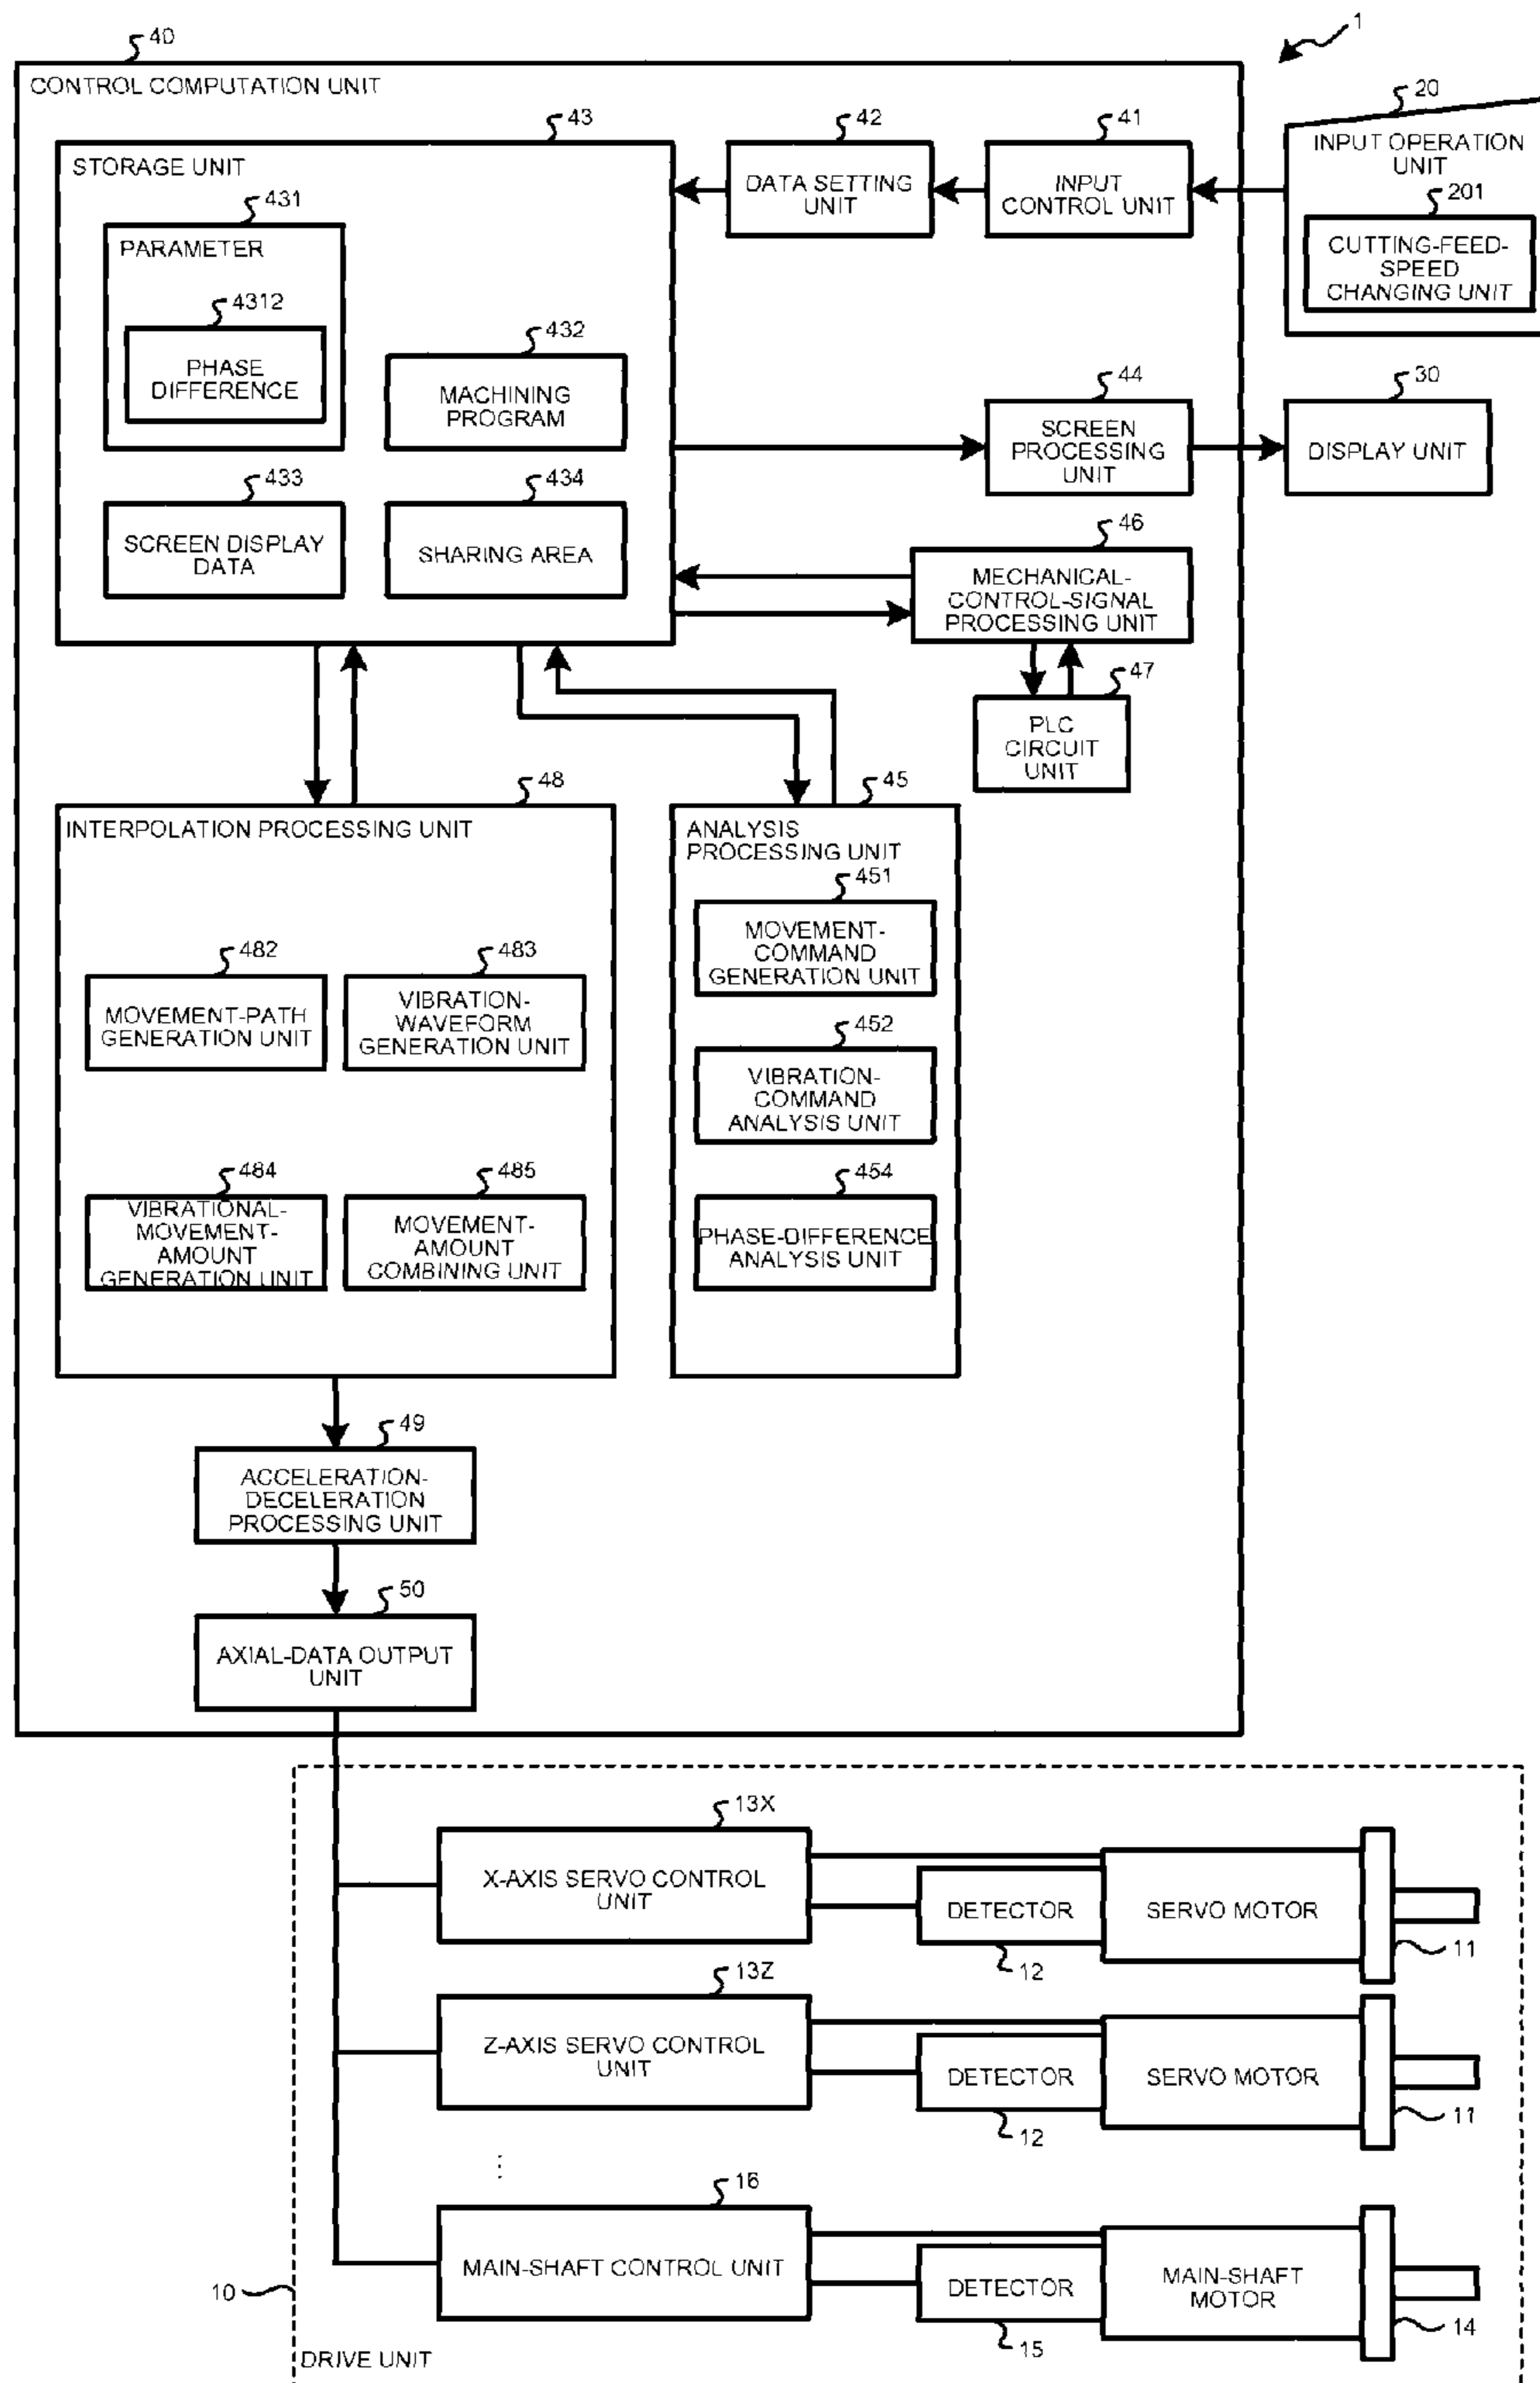 1
40
CONTROL COMPUTATION UNIT
20
INPUT OPERATION
UNIT
201
CUTTING-FEED-
SPEED
CHANGING UNIT
43
STORAGE UNIT
42
DATA SETTING
UNIT
41
INPUT
CONTROL UNIT
431
PARAMETER
4312
PHASE
DIFFERENCE
432
MACHINING
PROGRAM
433
SCREEN DISPLAY
DATA
434
SHARING AREA
44
SCREEN
PROCESSING
UNIT
30
DISPLAY UNIT
46
MECHANICAL-
CONTROL-SIGNAL
PROCESSING UNIT
47
PLC
CIRCUIT
UNIT
48
INTERPOLATION PROCESSING UNIT
482
MOVEMENT-PATH
GENERATION UNIT
483
VIBRATION-
WAVEFORM
GENERATION UNIT
484
VIBRATIONAL-
MOVEMENT-
AMOUNT
GENERATION UNIT
485
MOVEMENT-
AMOUNT
COMBINING UNIT
45
ANALYSIS
PROCESSING UNIT
451
MOVEMENT-
COMMAND
GENERATION UNIT
452
VIBRATION-
COMMAND
ANALYSIS UNIT
454
PHASE-DIFFERENCE
ANALYSIS UNIT
49
ACCELERATION-
DECELERATION
PROCESSING UNIT
50
AXIAL-DATA OUTPUT
UNIT
13X
X-AXIS SERVO CONTROL
UNIT
DETECTOR
12
SERVO MOTOR
11
13Z
Z-AXIS SERVO CONTROL
UNIT
DETECTOR
12
SERVO MOTOR
11
⋮
16
MAIN-SHAFT CONTROL UNIT
DETECTOR
15
MAIN-SHAFT
MOTOR
14
10
DRIVE UNIT